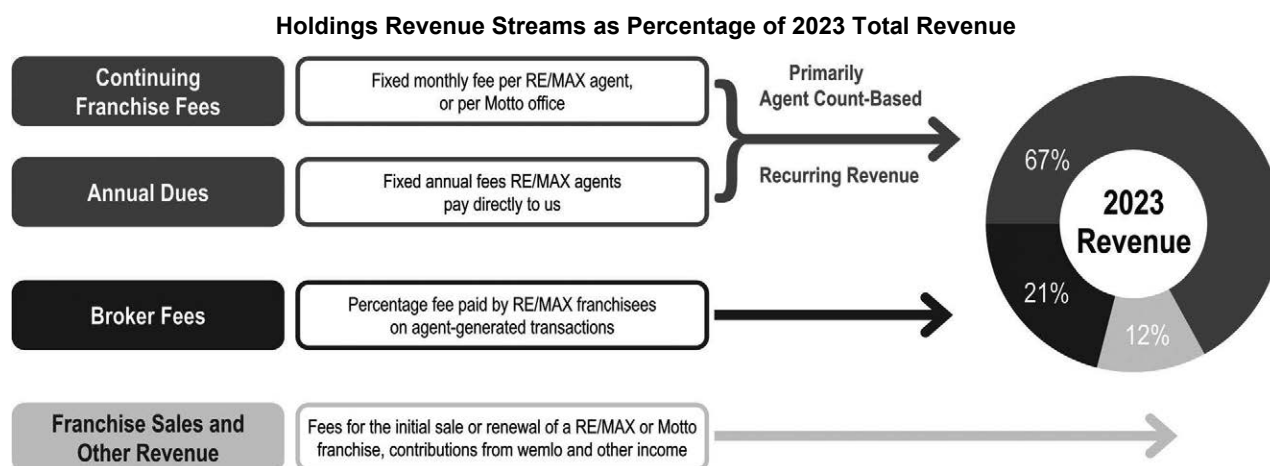 Holdings Revenue Streams as Percentage of 2023 Total Revenue
Continuing
Franchise Fees
Fixed monthly fee per RE/MAX agent,
or per Motto office
Primarily
Agent Count-Based
Annual Dues
Fixed annual fees RE/MAX agents
pay directly to us
Recurring Revenue
Broker Fees
Percentage fee paid by RE/MAX franchisees
on agent-generated transactions
Franchise Sales and
Other Revenue
Fees for the initial sale or renewal of a RE/MAX or Motto
franchise, contributions from wemlo and other income
67%
2023
Revenue
21%
12%